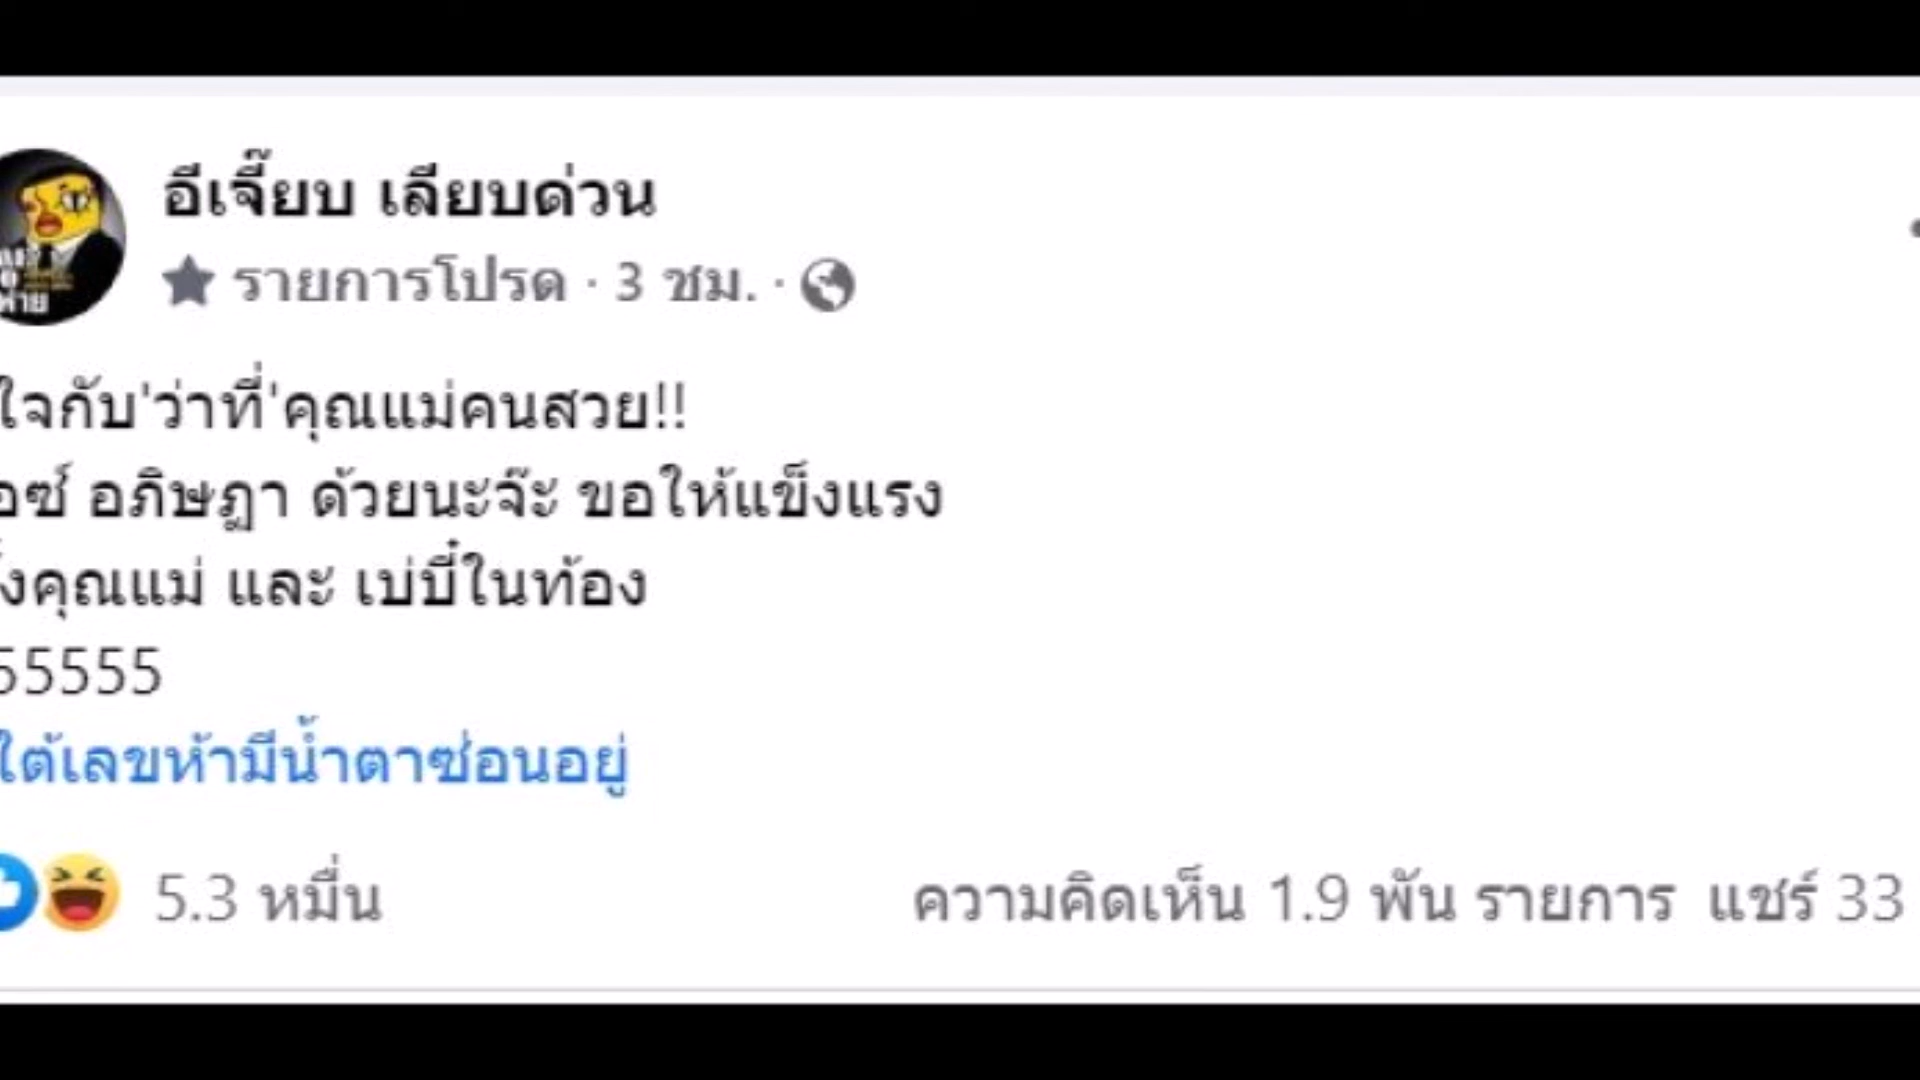 อีเจี๊ยบ เลียบด่วน
รายการโปรด · 3 ชม. ·
ใจกับ'ว่าที่'คุณแม่คนสวย!!
อภิษฎา ด้วยนะจ๊ะ ขอให้แข็งแรง
คุณแม่ และ เบ่บี๋ในท้อง
55555
ใต้เลขห้ามีน้ำตาซ่อนอยู่
5.3 หมื่น
ความคิดเห็น 1.9 พัน รายการ แชร์ 33